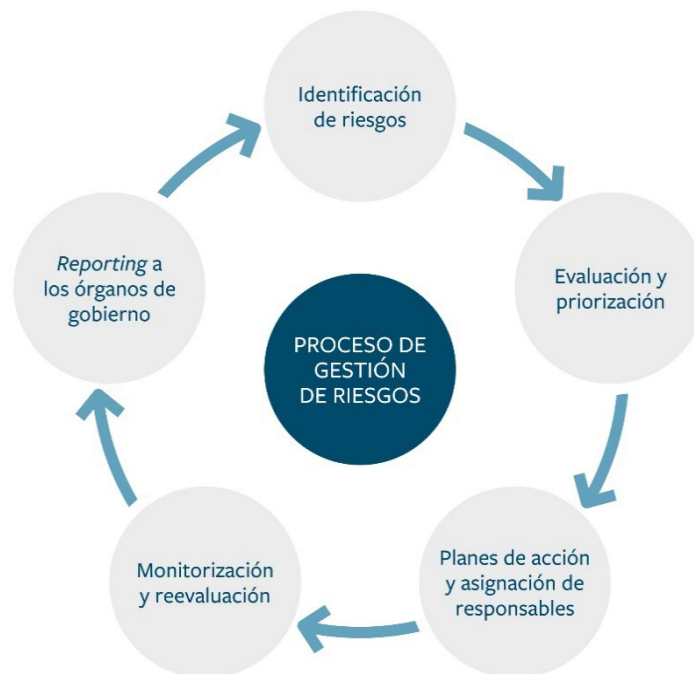 Identificación
de riesgos
Evaluación y
priorización
Planes de acción
y asignación de
responsables
Monitorización
y reevaluación
Reporting a
los órganos de
gobierno
PROCESO DE
GESTIÓN
DE RIESGOS